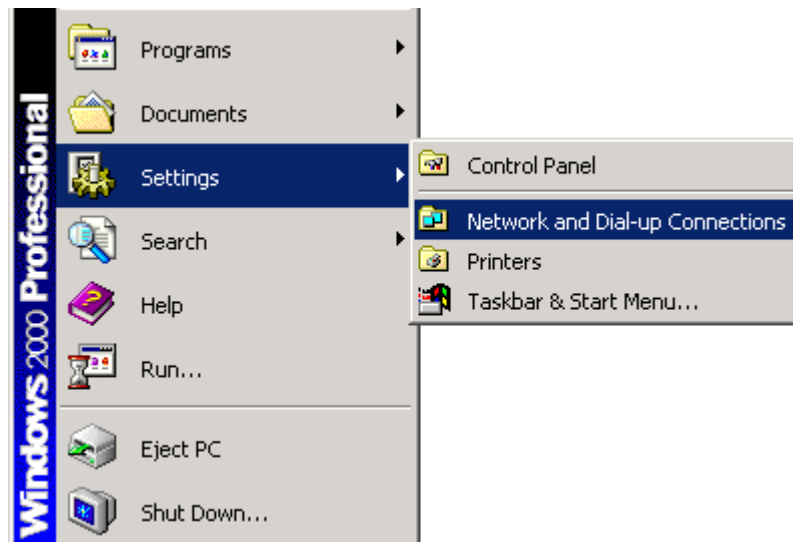 Windows 2000 Professional
Programs
Documents
Settings
Search
Help
Run...
Eject PC
Shut Down...
Control Panel
Network and Dial-up Connections
Printers
Taskbar & Start Menu...